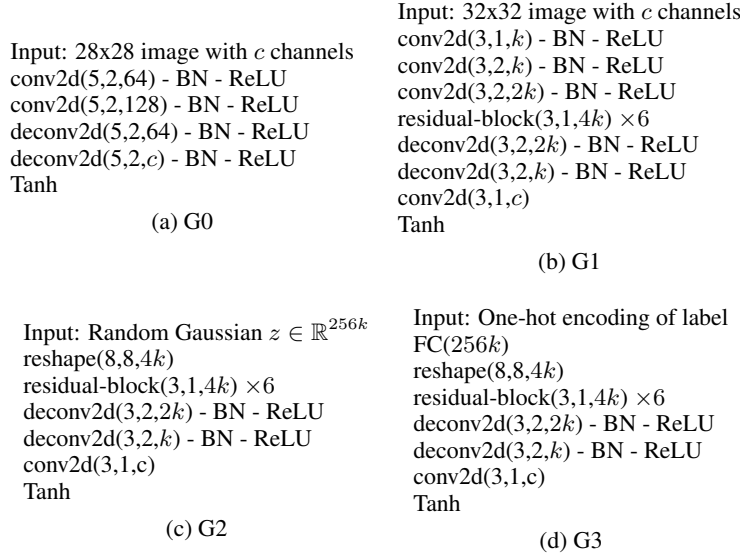 Input: 28x28 image with c channels
conv2d(5,2,64) - BN - ReLU
conv2d(5,2,128) - BN - ReLU
deconv2d(5,2,64) - BN - ReLU
deconv2d(5,2,c) - BN - ReLU
Tanh
(a) G0
Input: 32x32 image with c channels
conv2d(3,1,k) - BN - ReLU
conv2d(3,2,k) - BN - ReLU
conv2d(3,2,2k) - BN - ReLU
residual-block(3,1,4k) ×6
deconv2d(3,2,2k) - BN - ReLU
deconv2d(3,2,k) - BN - ReLU
conv2d(3,1,c)
Tanh
(b) G1
Input: Random Gaussian z ∈ ℝ^{256k}
reshape(8,8,4k)
residual-block(3,1,4k) ×6
deconv2d(3,2,2k) - BN - ReLU
deconv2d(3,2,k) - BN - ReLU
conv2d(3,1,c)
Tanh
(c) G2
Input: One-hot encoding of label
FC(256k)
reshape(8,8,4k)
residual-block(3,1,4k) ×6
deconv2d(3,2,2k) - BN - ReLU
deconv2d(3,2,k) - BN - ReLU
conv2d(3,1,c)
Tanh
(d) G3